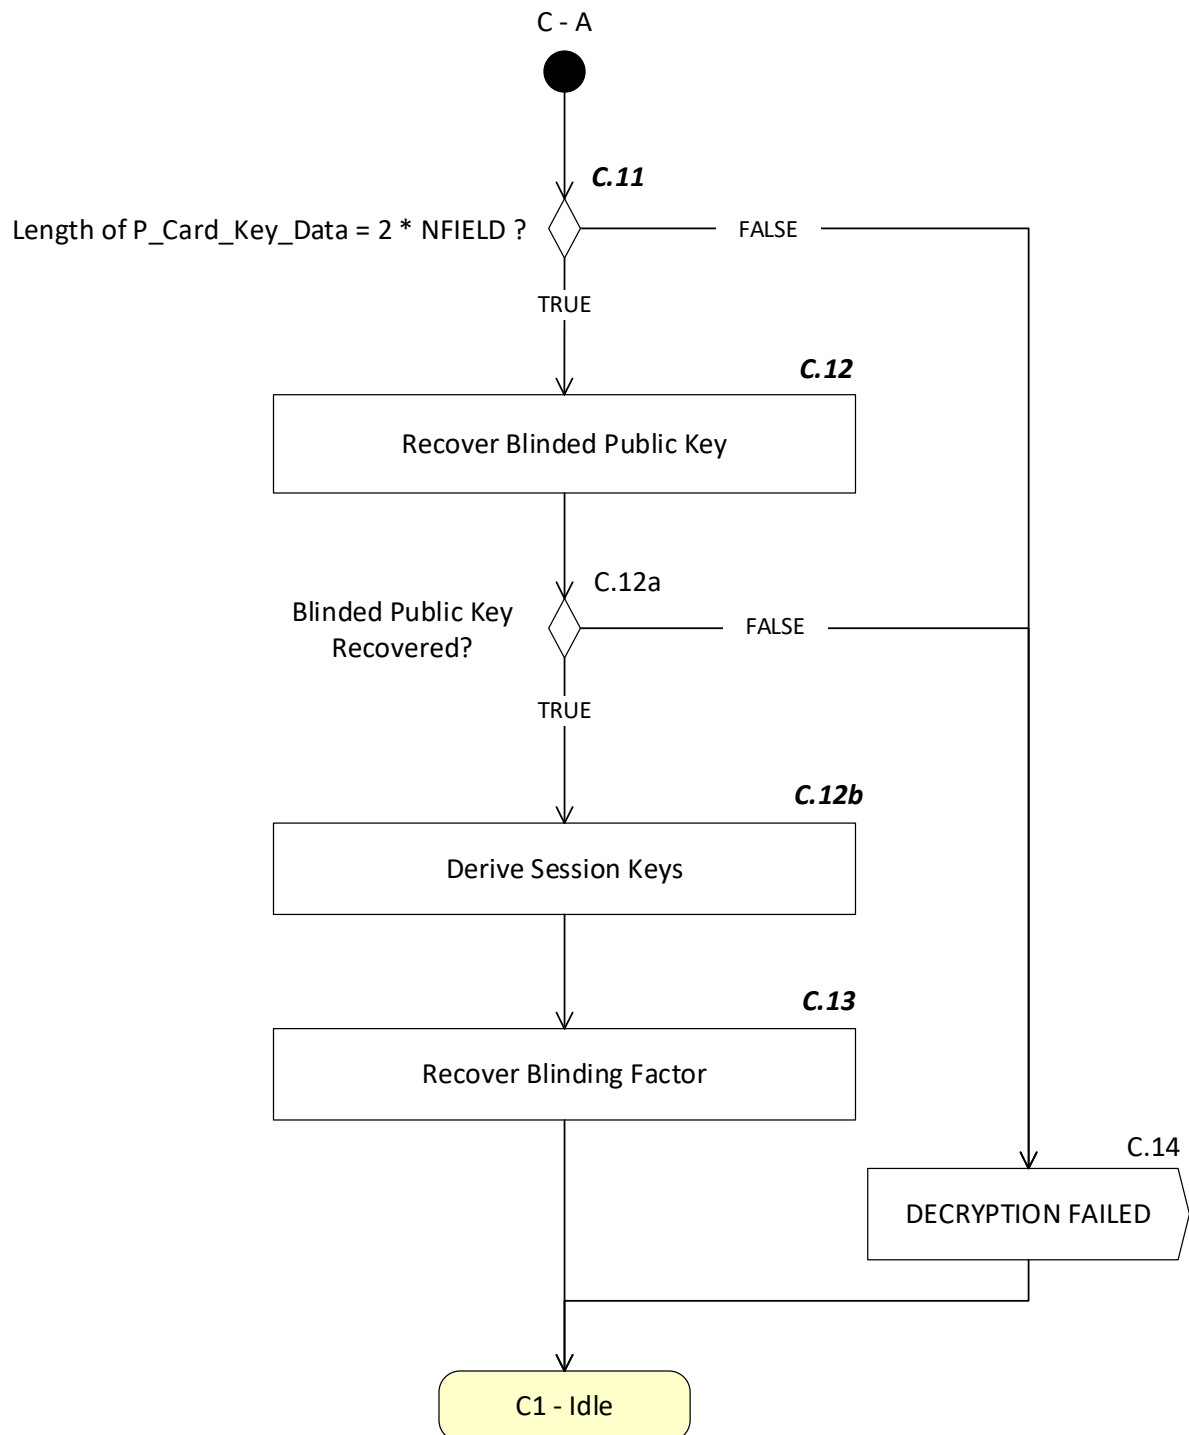 C - A
C.11
Length of P_Card_Key_Data = 2 * NFIELD ?
FALSE
TRUE
C.12
Recover Blinded Public Key
C.12a
Blinded Public Key
Recovered?
FALSE
TRUE
C.12b
Derive Session Keys
C.13
Recover Blinding Factor
C.14
DECRYPTION FAILED
C1 - Idle